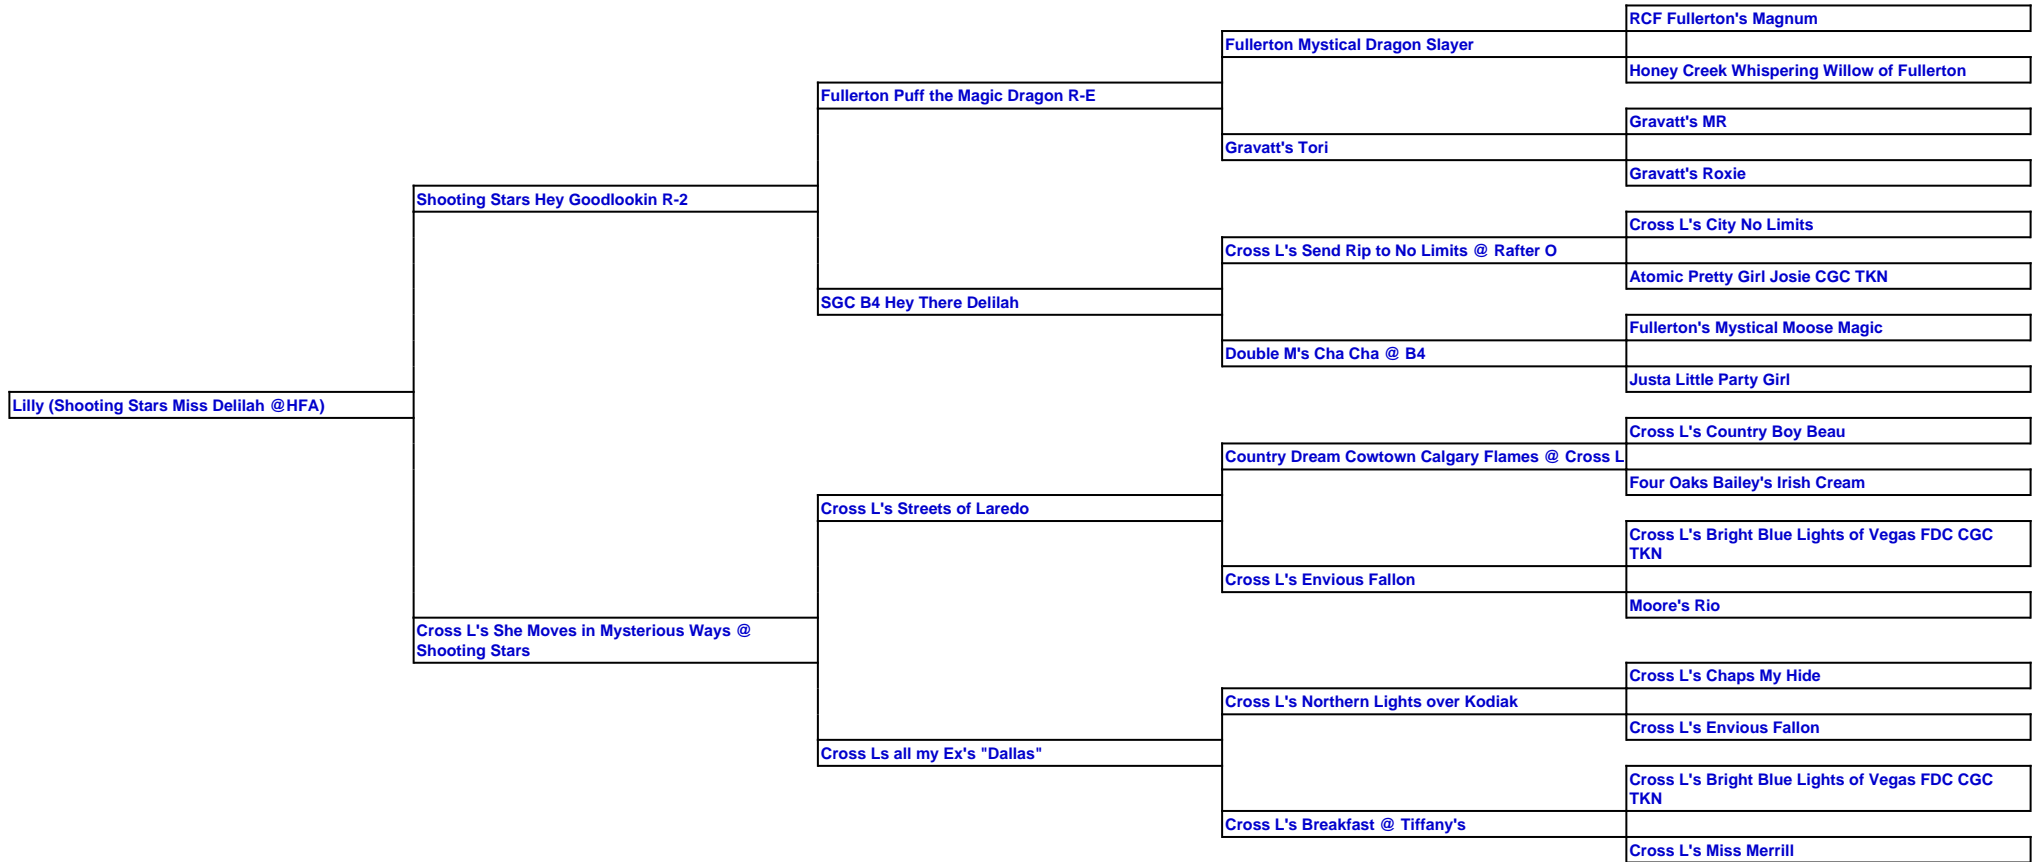 RCF Fullerton's Magnum
Fullerton Mystical Dragon Slayer
Honey Creek Whispering Willow of Fullerton
Fullerton Puff the Magic Dragon R-E
Gravatt's MR
Gravatt's Tori
Gravatt's Roxie
Shooting Stars Hey Goodlookin R-2
Cross L's City No Limits
Cross L's Send Rip to No Limits @ Rafter O
Atomic Pretty Girl Josie CGC TKN
SGC B4 Hey There Delilah
Fullerton's Mystical Moose Magic
Double M's Cha Cha @ B4
Justa Little Party Girl
Lilly (Shooting Stars Miss Delilah @HFA)
Cross L's Country Boy Beau
Country Dream Cowtown Calgary Flames @ Cross L
Four Oaks Bailey's Irish Cream
Cross L's Streets of Laredo
Cross L's Bright Blue Lights of Vegas FDC CGC
TKN
Cross L's Envious Fallon
Moore's Rio
Cross L's She Moves in Mysterious Ways @
Shooting Stars
Cross L's Chaps My Hide
Cross L's Northern Lights over Kodiak
Cross L's Envious Fallon
Cross Ls all my Ex's "Dallas"
Cross L's Bright Blue Lights of Vegas FDC CGC
TKN
Cross L's Breakfast @ Tiffany's
Cross L's Miss Merrill